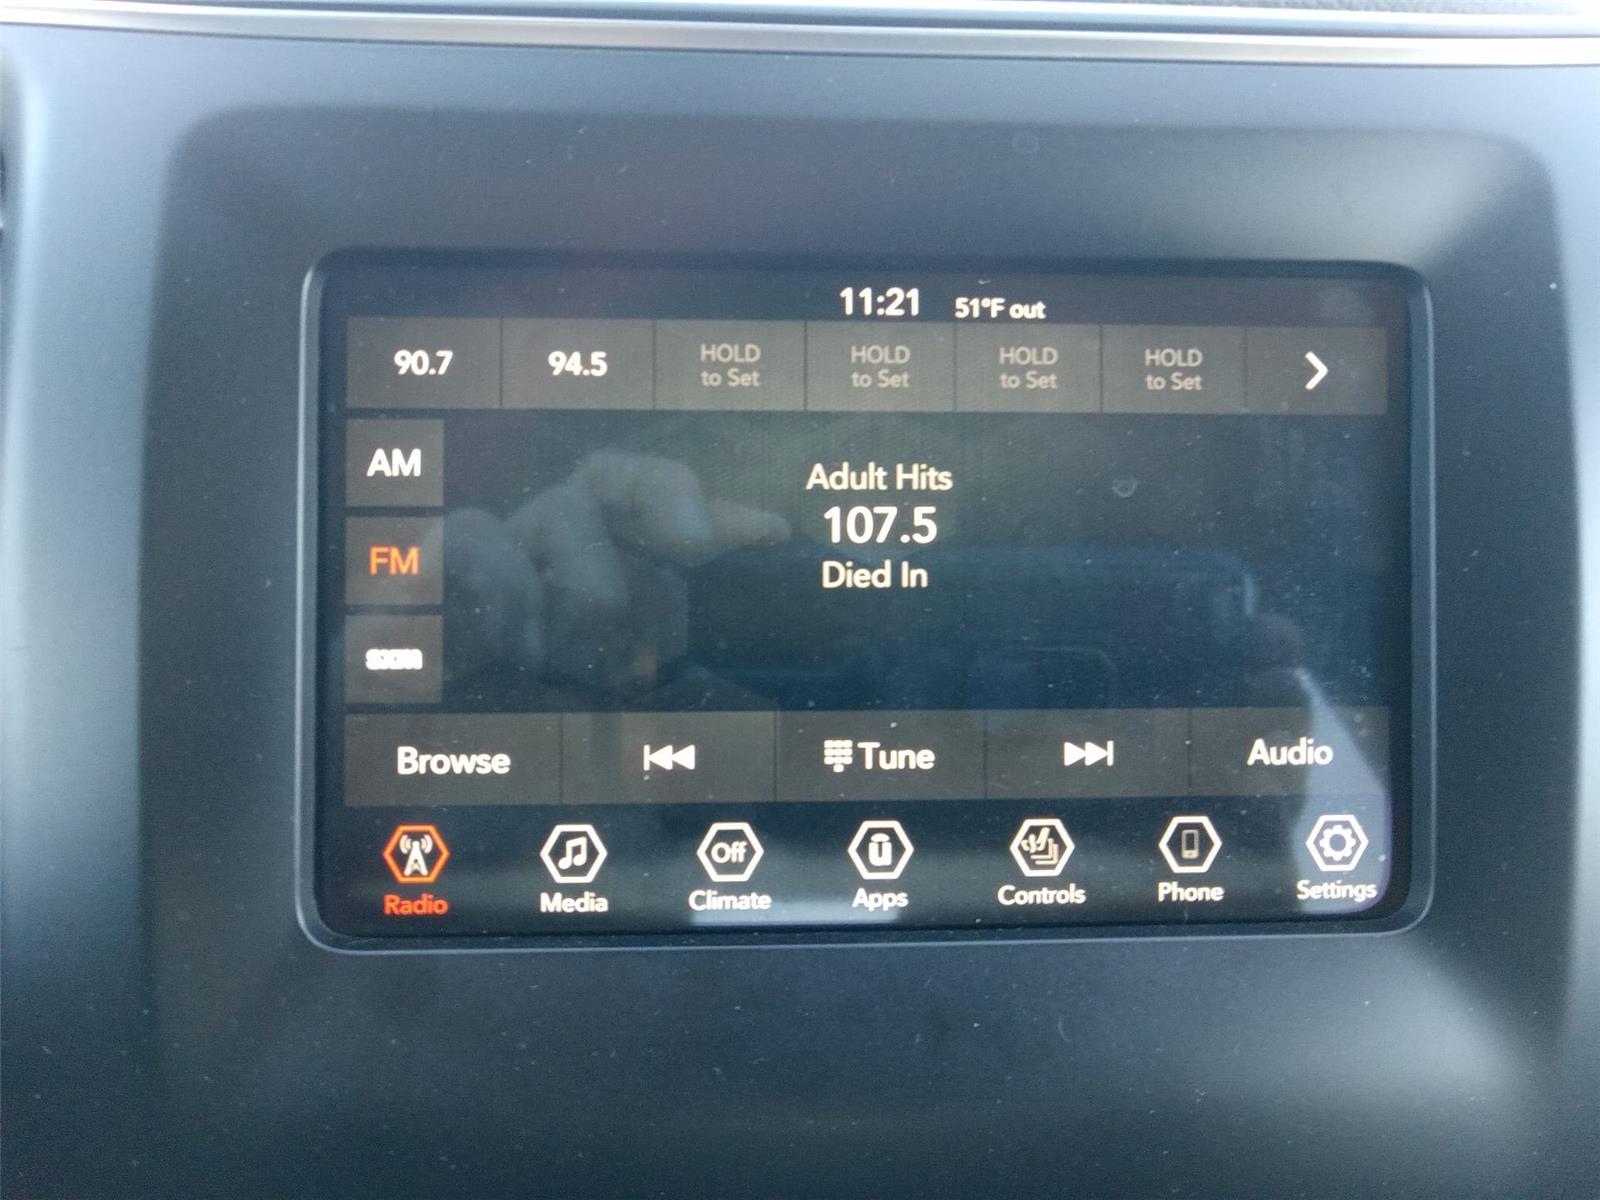 11:21 51°F out
90.7 94.5 HOLD to Set HOLD to Set HOLD to Set HOLD to Set
AM
Adult Hits
107.5
FM
Died In
sxm
Browse Tune Audio
Off
Radio Media Climate Apps Controls Phone Settings